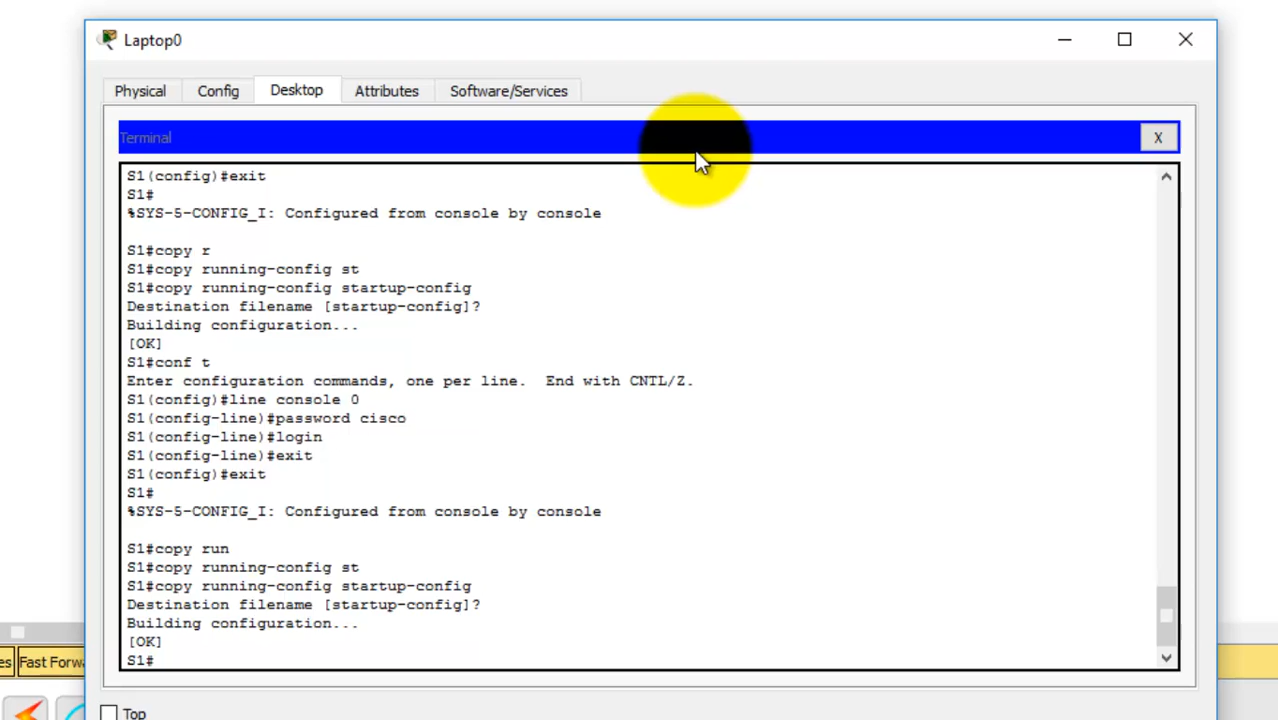 Laptop0
Physical Config Desktop Attributes Software/Services
Terminal X
S1(config)#exit
S1#
%SYS-5-CONFIG_I: Configured from console by console
S1#copy r
S1#copy running-config st
S1#copy running-config startup-config
Destination filename [startup-config]?
Building configuration...
[OK]
S1#conf t
Enter configuration commands, one per line.  End with CNTL/Z.
S1(config)#line console 0
S1(config-line)#password cisco
S1(config-line)#login
S1(config-line)#exit
S1(config)#exit
S1#
%SYS-5-CONFIG_I: Configured from console by console
S1#copy run
S1#copy running-config st
S1#copy running-config startup-config
Destination filename [startup-config]?
Building configuration...
[OK]
S1#
es Fast Forwa
Top